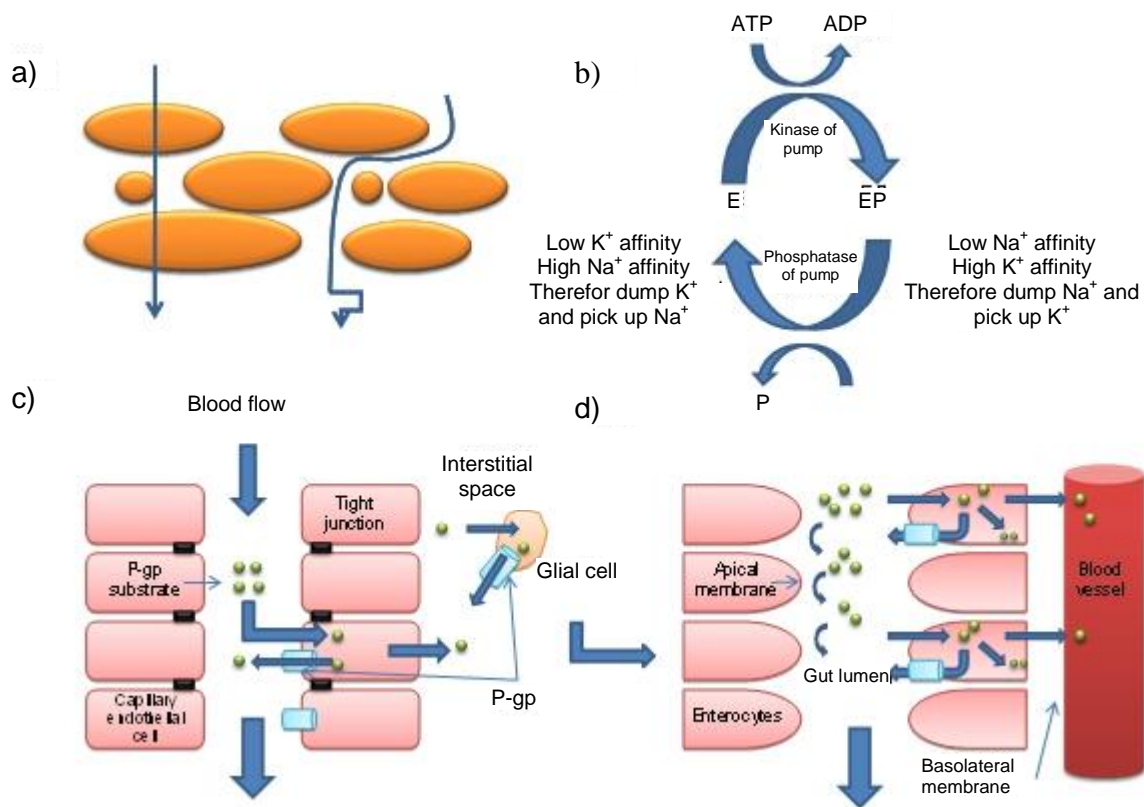 a)
b)
ATP
ADP
Kinase of
pump
E
EP
Low K⁺ affinity
High Na⁺ affinity
Therefor dump K⁺
and pick up Na⁺
Phosphatase
of pump
Low Na⁺ affinity
High K⁺ affinity
Therefore dump Na⁺ and
pick up K⁺
P
c)
Blood flow
Tight
junction
Interstitial
space
P-gp
substrate
Glial cell
P-gp
Capillary
endothelial
cell
d)
Apical
membrane
Blood
vessel
Gut lumen
Enterocytes
Basolateral
membrane